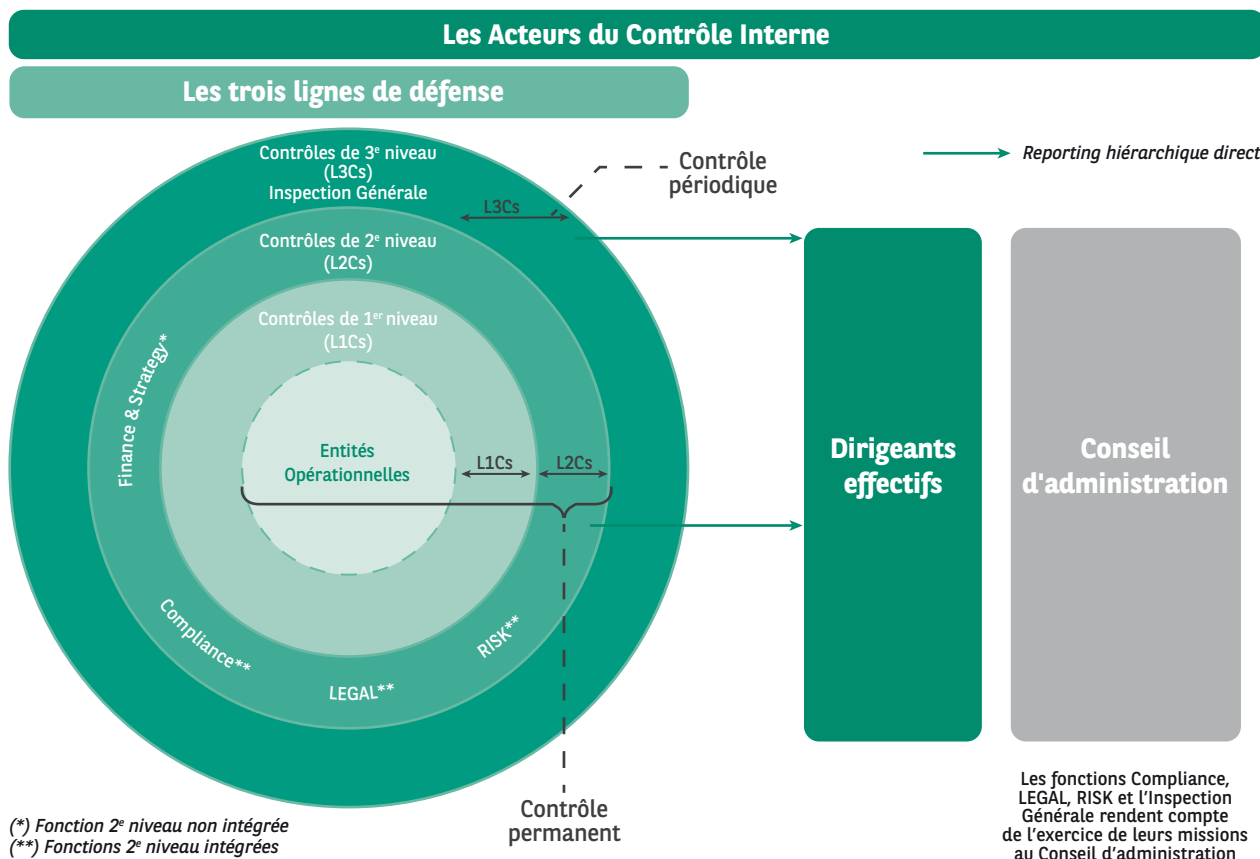 Les Acteurs du Contrôle Interne
Les trois lignes de défense
Contrôles de 3ᵉ niveau
(L3Cs)
Inspection Générale
Contrôle
périodique
Reporting hiérarchique direct
L3Cs
Contrôles de 2ᵉ niveau
(L2Cs)
Contrôles de 1ᵉʳ niveau
(L1Cs)
Finance & Strategy*
Entités
Opérationnelles
L1Cs
L2Cs
Dirigeants
effectifs
Conseil
d'administration
Compliance**
LEGAL**
RISK**
Contrôle
permanent
(*) Fonction 2ᵉ niveau non intégrée
(**) Fonctions 2ᵉ niveau intégrées
Les fonctions Compliance,
LEGAL, RISK et l’Inspection
Générale rendent compte
de l’exercice de leurs missions
au Conseil d’administration